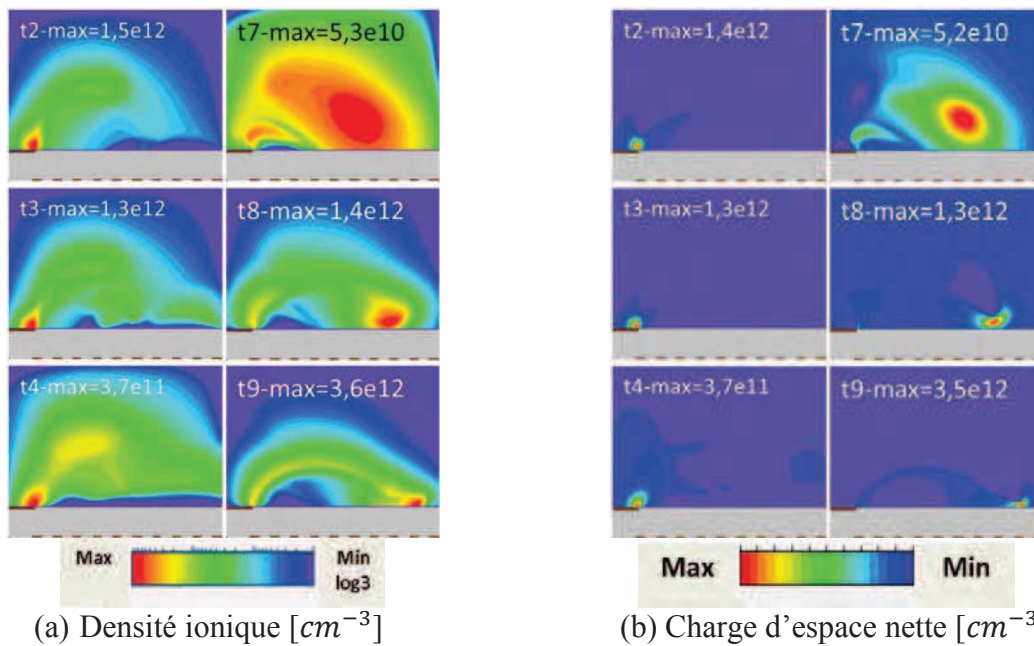 t2-max=1,5e12
t7-max=5,3e10
t3-max=1,3e12
t8-max=1,4e12
t4-max=3,7e11
t9-max=3,6e12
Max
Min
log3
(a) Densité ionique [cm⁻³]
t2-max=1,4e12
t7-max=5,2e10
t3-max=1,3e12
t8-max=1,3e12
t4-max=3,7e11
t9-max=3,5e12
Max
Min
(b) Charge d’espace nette [cm⁻³